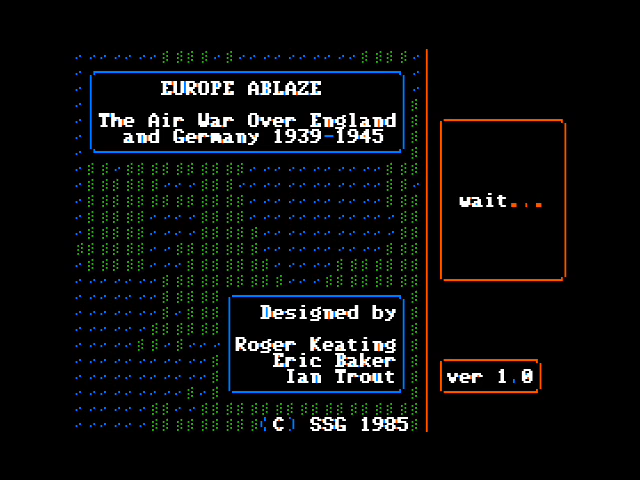 EUROPE ABLAZE
The Air War Over England
and Germany 1939-1945
wait...
Designed by
Roger Keating
Eric Baker
Ian Trout
ver 1.0
(C) SSG 1985